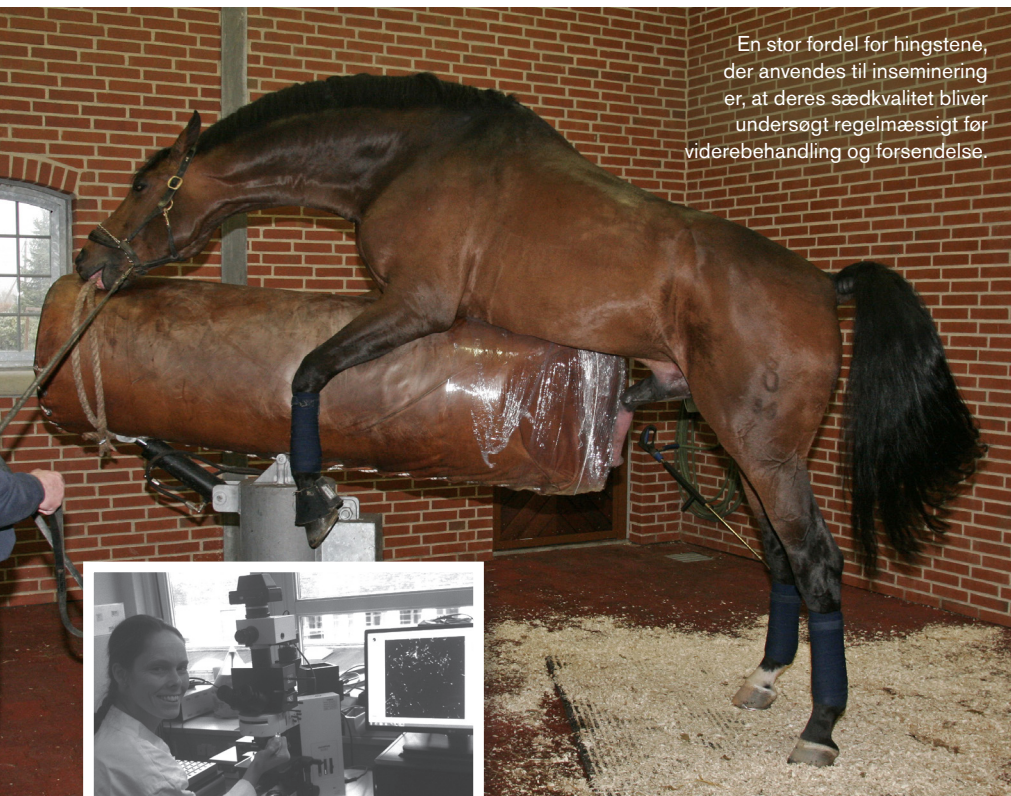 En stor fordel for hingstene,
der anvendes til inseminering
er, at deres sædkvalitet bliver
undersøgt regelmæssigt før
viderebehandling og forsendelse.